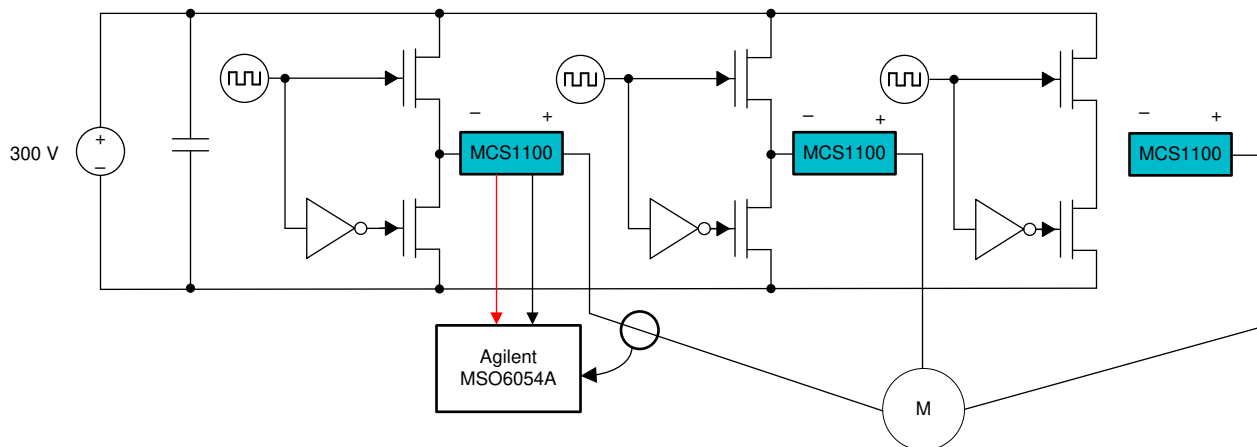 − + − + − +
MCS1100 MCS1100 MCS1100
300 V
+
−
Agilent
MSO6054A
M